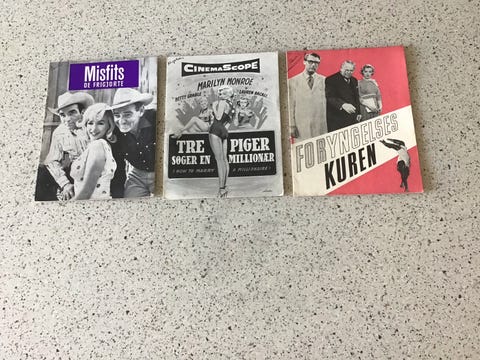 Misfits
DE FRIGJORTE
CINEMASCOPE
MARILYN MONROE
BETTY GRABLE
LAUREN BACALL
TRE PIGER
SØGER EN MILLIONÆR
(HOW TO MARRY A MILLIONAIRE)
FORYNGELSES
KUREN